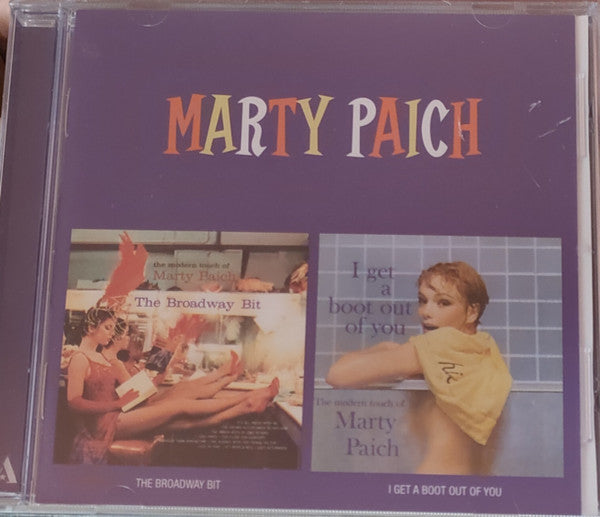 MARTY PAICH
the modern touch of
Marty Paich
The Broadway Bit
I get
a
boot out
of you
his
The modern touch of
Marty
Paich
THE BROADWAY BIT
I GET A BOOT OUT OF YOU